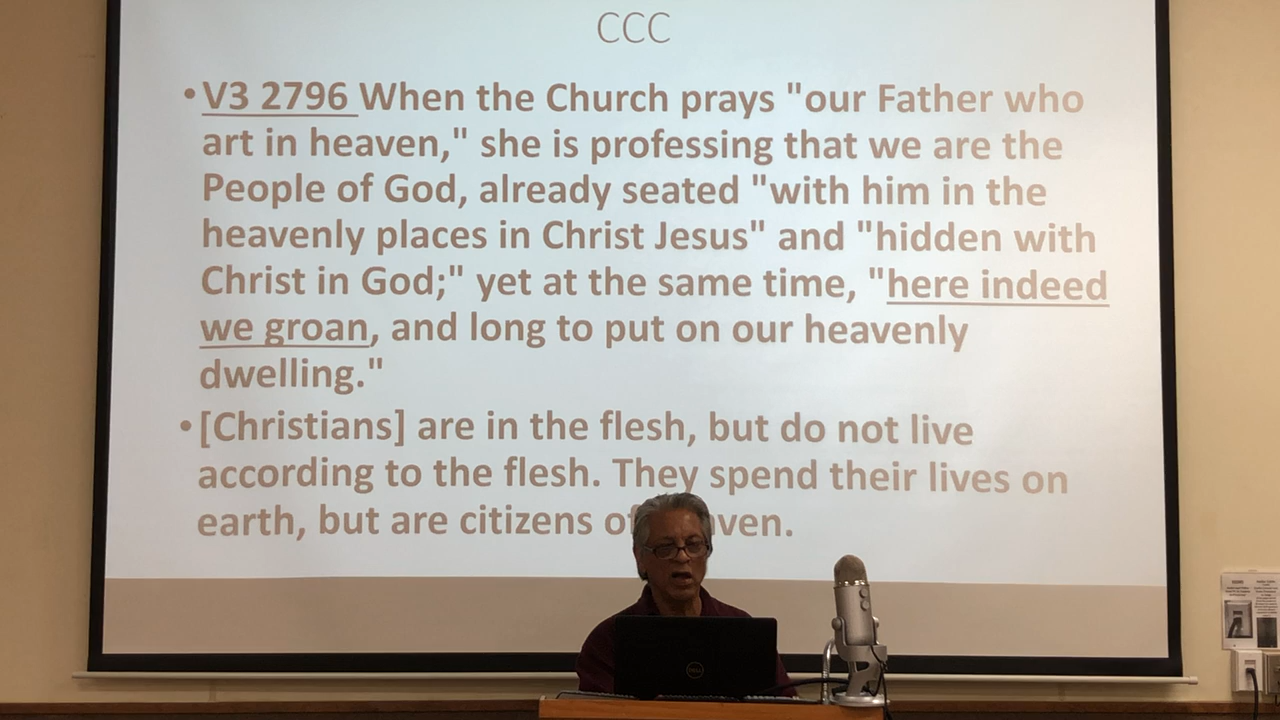 CCC
• V3 2796 When the Church prays "our Father who
art in heaven," she is professing that we are the
People of God, already seated "with him in the
heavenly places in Christ Jesus" and "hidden with
Christ in God;" yet at the same time, "here indeed
we groan, and long to put on our heavenly
dwelling."
• [Christians] are in the flesh, but do not live
according to the flesh. They spend their lives on
earth, but are citizens of
DELL